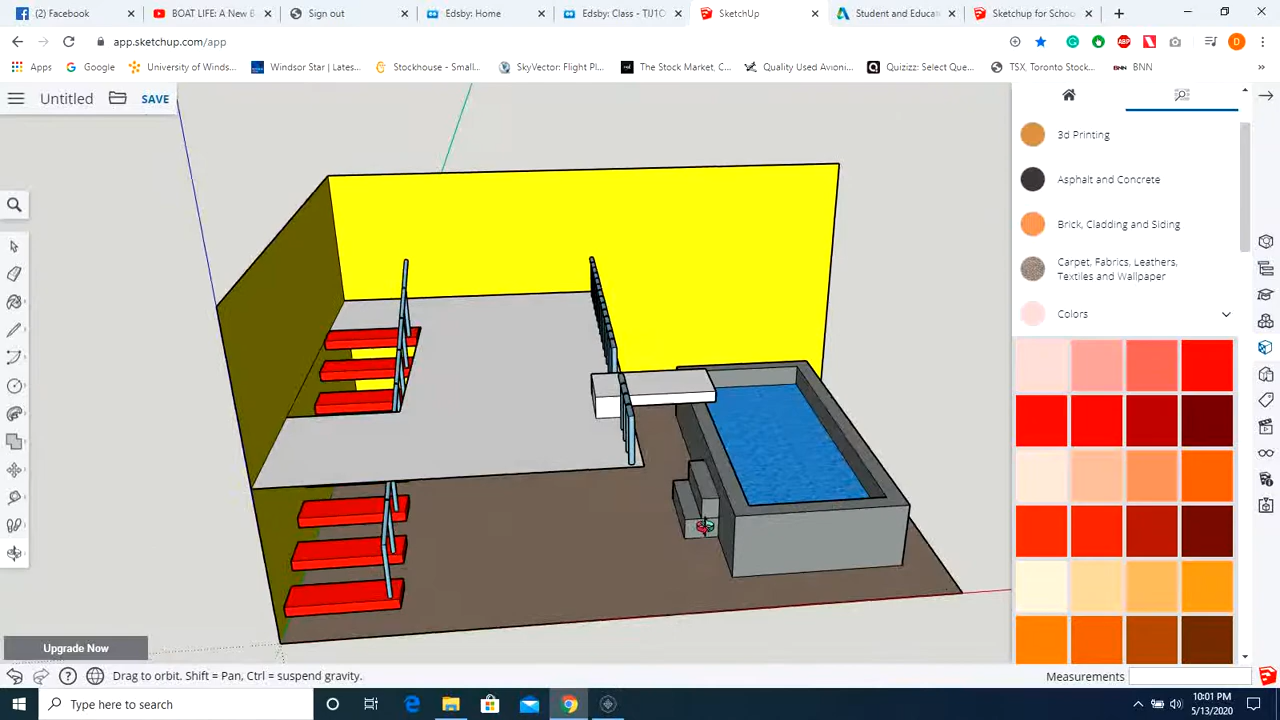 (2) Facebook
BOAT LIFE: A New B
Sign out
Edsby: Home
Edsby: Class - TIJ1C
SketchUp
Student and Educat
Sketchup for Schoo
app.sketchup.com/app
Apps
Google
University of Winds...
Windsor Star | Lates...
Stockhouse - Small...
SkyVector: Flight Pl...
The Stock Market, C...
Quality Used Avioni...
Quizizz: Select Que...
TSX, Toronto Stock...
BNN
BNN
Untitled
SAVE
3d Printing
Asphalt and Concrete
Brick, Cladding and Siding
Carpet, Fabrics, Leathers,
Textiles and Wallpaper
Colors
Upgrade Now
Drag to orbit. Shift = Pan, Ctrl = suspend gravity.
Measurements
Type here to search
10:01 PM
5/13/2020